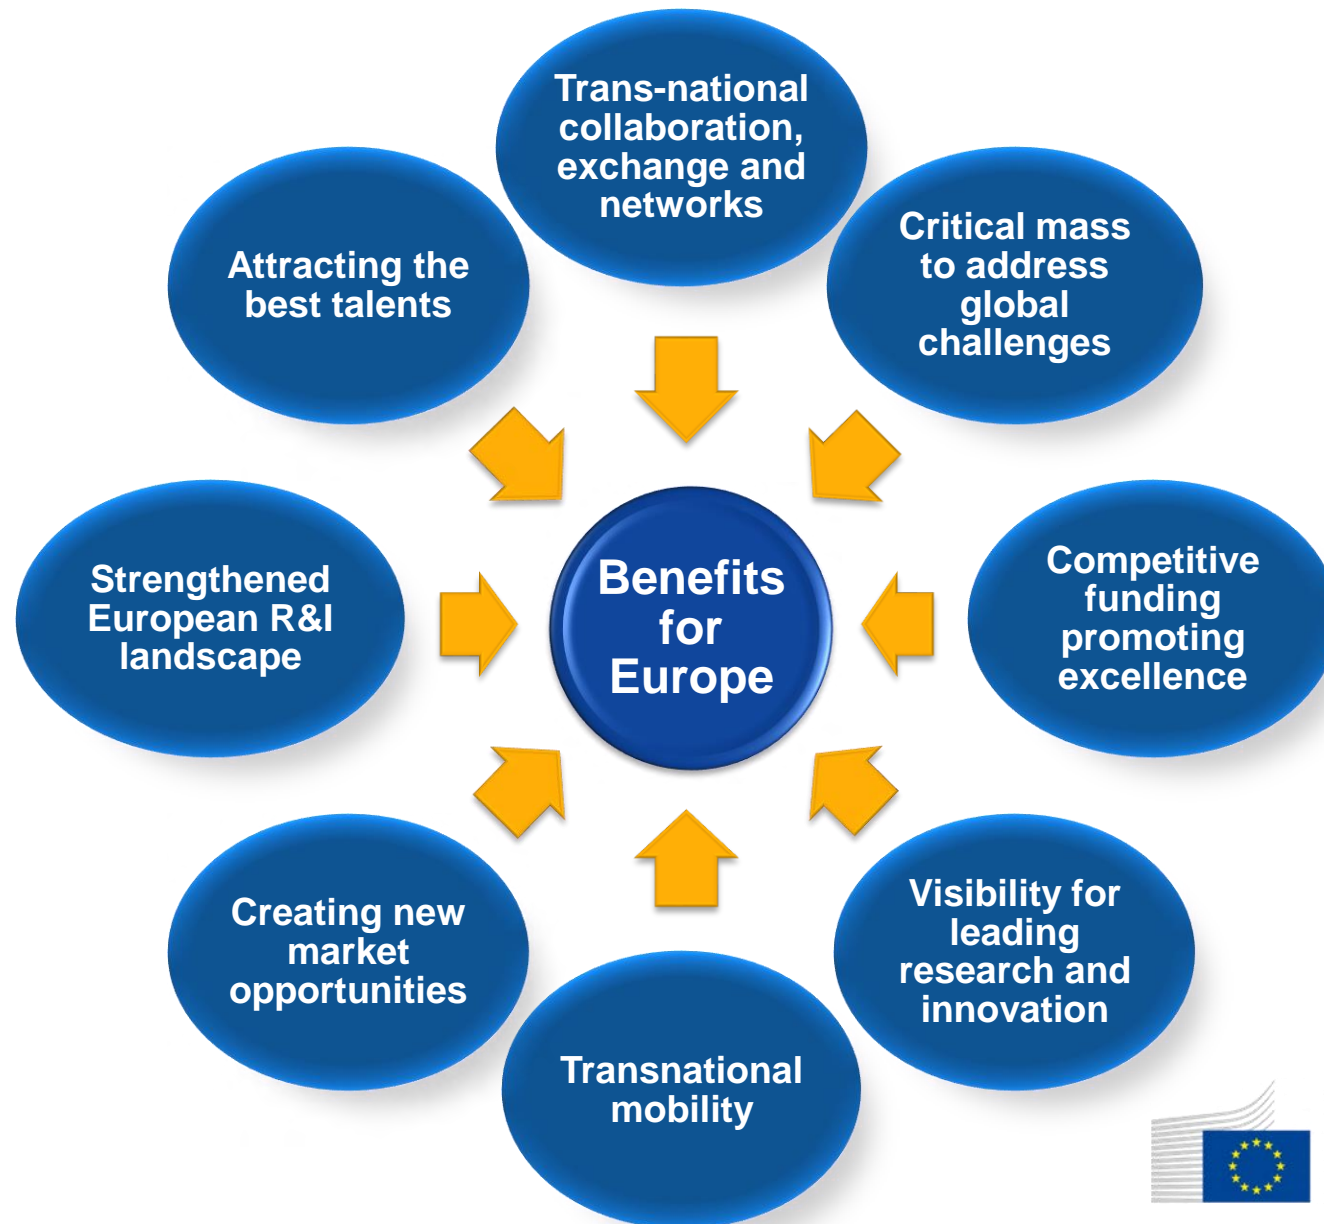 Trans-national
collaboration,
exchange and
networks
Critical mass
to address
global
challenges
Attracting the
best talents
Competitive
funding
promoting
excellence
Strengthened
European R&I
landscape
Benefits
for
Europe
Visibility for
leading
research and
innovation
Creating new
market
opportunities
Transnational
mobility